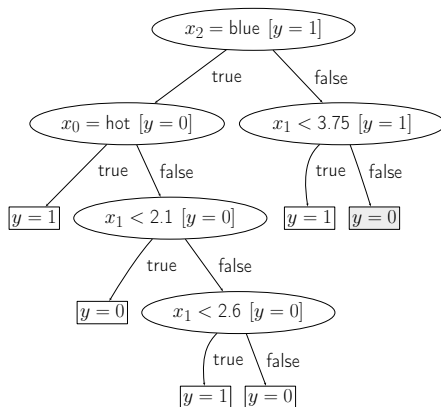 x₂ = blue [y = 1]
true
false
x₀ = hot [y = 0]
x₁ < 3.75 [y = 1]
true
false
true
false
y = 1
x₁ < 2.1 [y = 0]
y = 1
y = 0
true
false
y = 0
x₁ < 2.6 [y = 0]
true
false
y = 1
y = 0